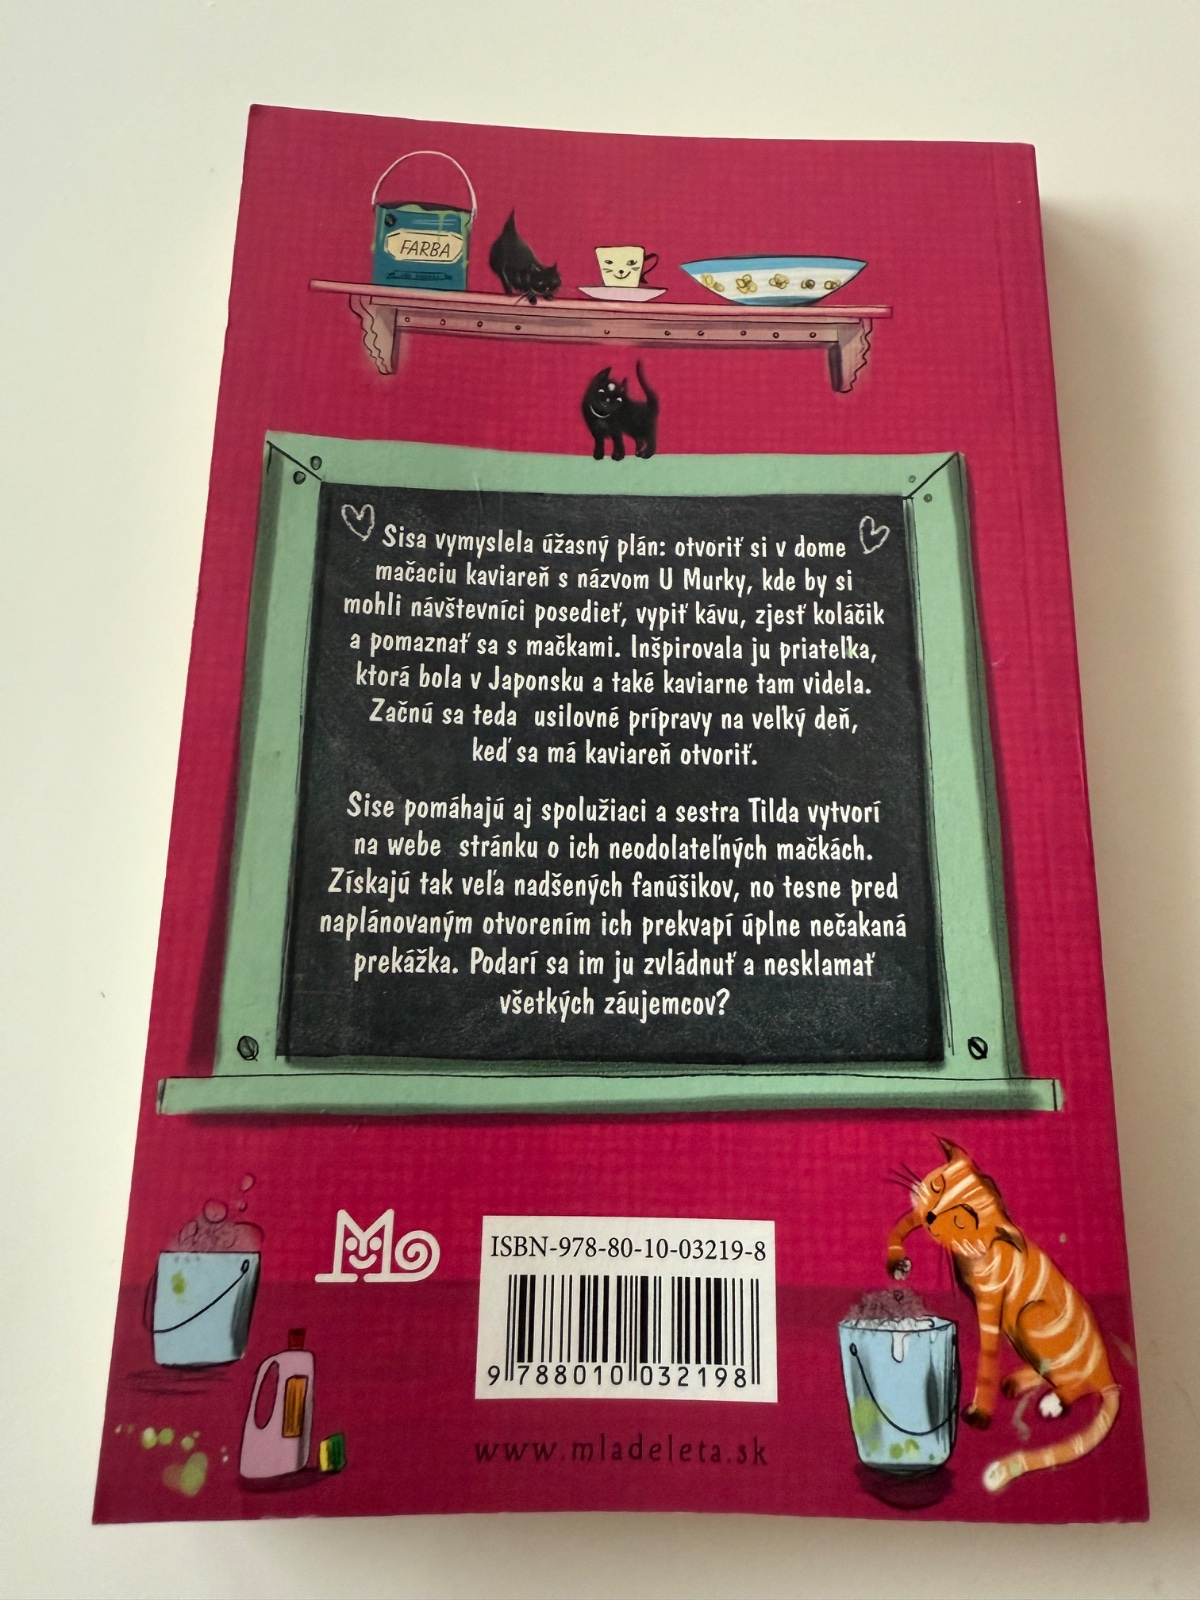 FARBA
Sisa vymyslela úžasný plán: otvoriť si v dome
mačaciu kaviareň s názvom U Murky, kde by si
mohli návštevníci posedieť, vypiť kávu, zjesť koláčik
a pomaznať sa s mačkami. Inšpirovala ju priateľka,
ktorá bola v Japonsku a také kaviarne tam videla.
Začnú sa teda usilovné prípravy na veľký deň,
keď sa má kaviareň otvoriť.
Sise pomáhajú aj spolužiaci a sestra Tilda vytvorí
na webe stránku o ich neodolateľných mačkách.
Získajú tak veľa nadšených fanúšikov, no tesne pred
naplánovaným otvorením ich prekvapí úplne nečakaná
prekážka. Podarí sa im ju zvládnuť a nesklamať
všetkých záujemcov?
Mo
ISBN-978-80-10-03219-8
9 788010 032198
www.mladeleta.sk